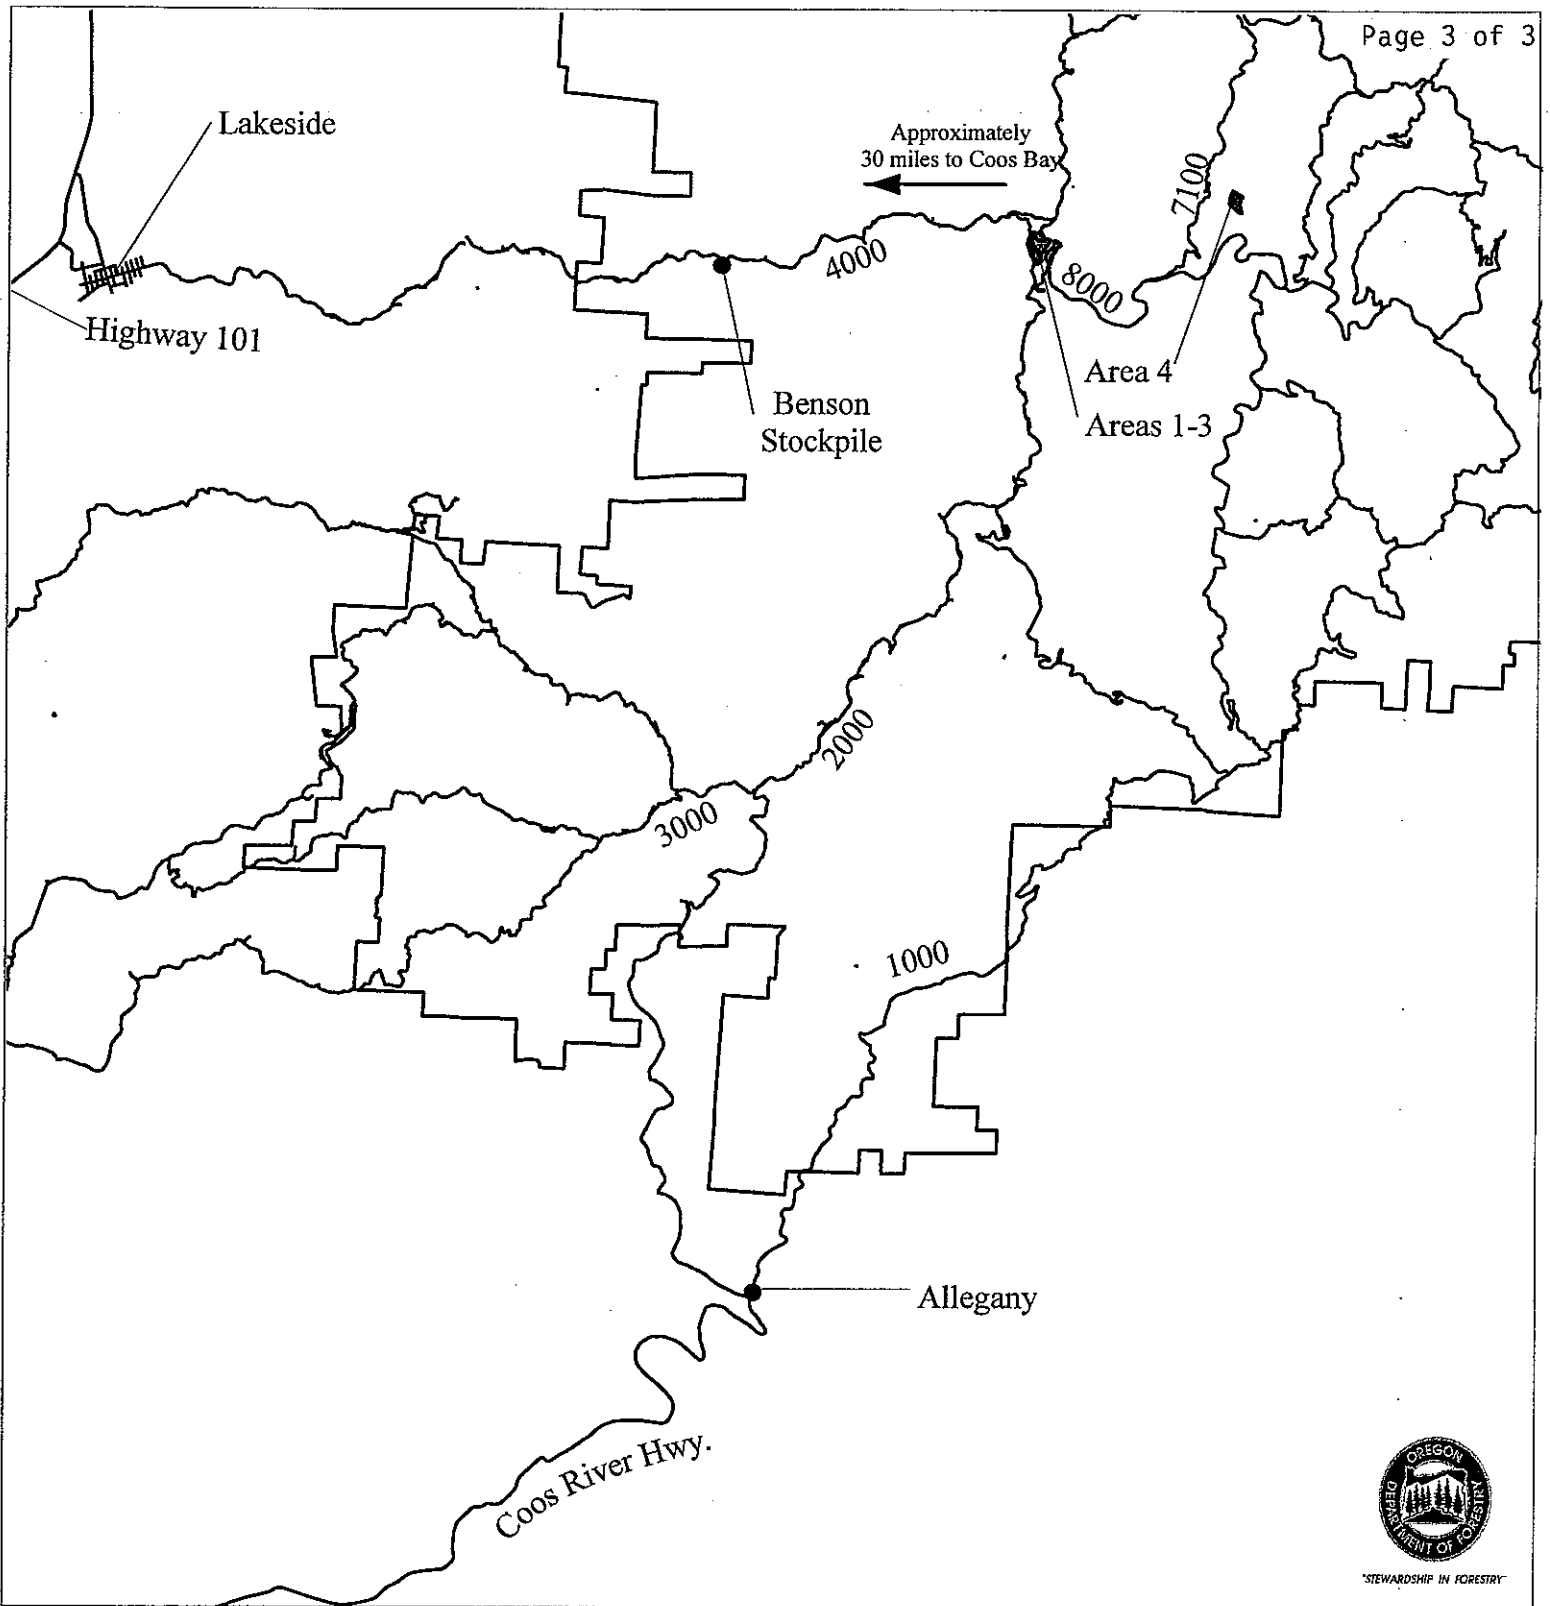 Page 3 of 3
Lakeside
Approximately
30 miles to Coos Bay
7100
4000
8000
Highway 101
Area 4
Benson
Stockpile
Areas 1-3
2000
3000
1000
Allegany
Coos River Hwy.
OREGON
DEPARTMENT OF FORESTRY
"STEWARDSHIP IN FORESTRY"